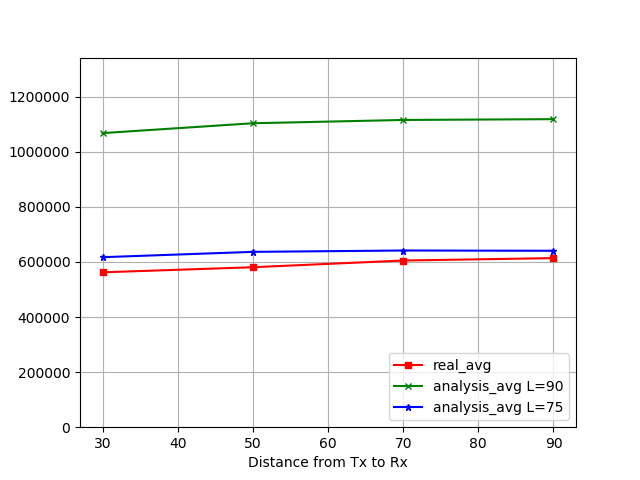 1200000
1000000
800000
600000
400000
200000
0
real_avg
analysis_avg L=90
analysis_avg L=75
30 40 50 60 70 80 90
Distance from Tx to Rx